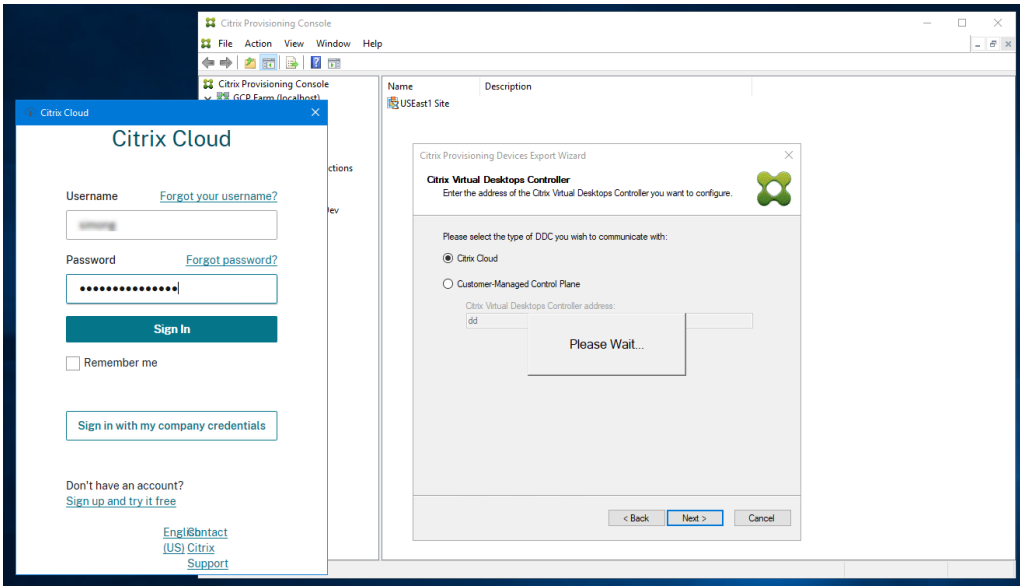 Citrix Provisioning Console
File Action View Window Help
Citrix Provisioning Console
GCP Farm (localhost)
ctions
Name Description
USEast1 Site
Citrix Cloud
Citrix Cloud
Username Forgot your username?
Password Forgot password?
Sign In
Remember me
Sign in with my company credentials
Don't have an account?
Sign up and try it free
English
(US)
Contact
Citrix
Support
Citrix Provisioning Devices Export Wizard
Citrix Virtual Desktops Controller
Enter the address of the Citrix Virtual Desktops Controller you want to configure.
Please select the type of DDC you wish to communicate with:
Citrix Cloud
Customer-Managed Control Plane
Citrix Virtual Desktops Controller address:
dd
Please Wait...
< Back Next > Cancel